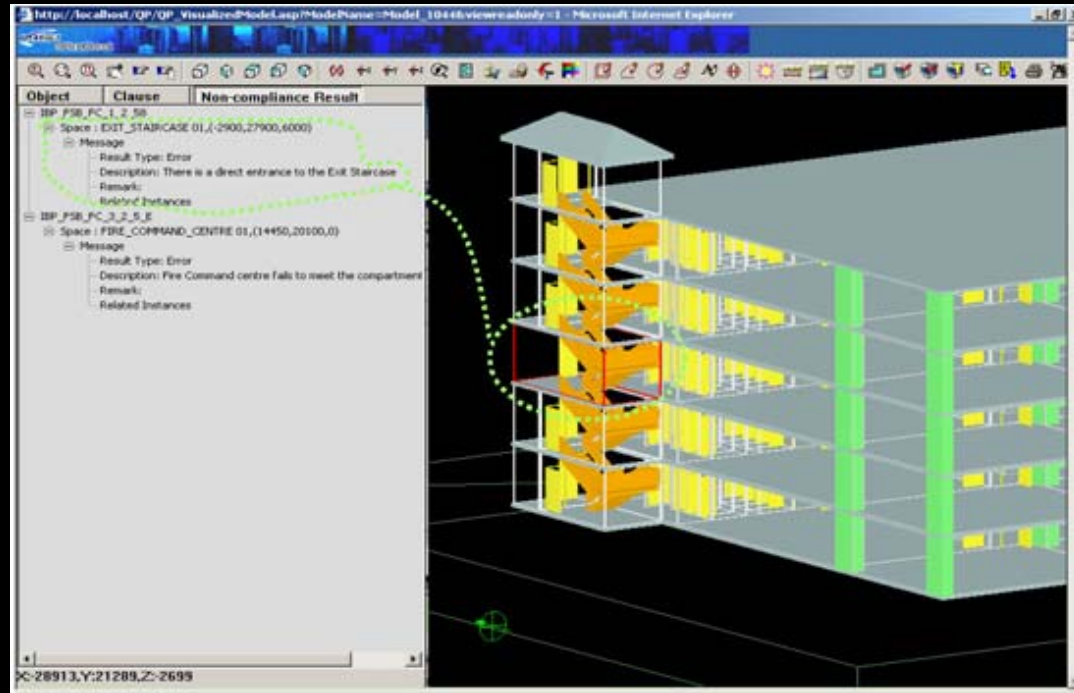 http://localhost/QP/QP_VisualizedModel.asp?ModelName=Model_1044&viewreadonly=1 - Microsoft Internet Explorer
Object Clause Non-compliance Result
IBP_FSB_FC_1_2_58
Space : EXIT_STAIRCASE 01,(-2900,27900,6000)
Message
Result Type: Error
Description: There is a direct entrance to the Exit Staircase
Remark:
Related Instances
IBP_FSB_FC_3_2_5_E
Space : FIRE_COMMAND_CENTRE 01,(14450,20100,0)
Message
Result Type: Error
Description: Fire Command centre fails to meet the compartment
Remark:
Related Instances
X:-28913,Y:21289,Z:-2699